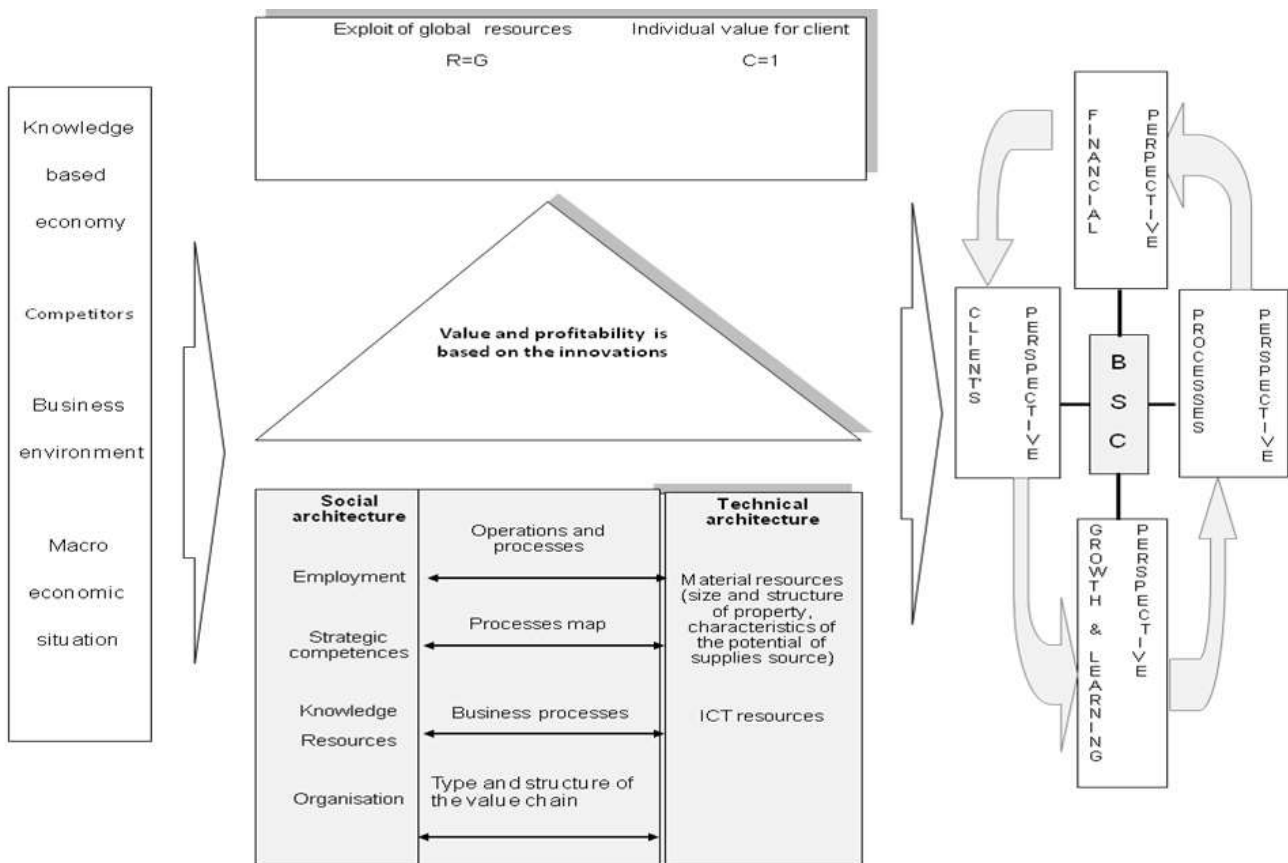 Knowledge
based
economy
Competitors
Business
environment
Macro
economic
situation
Exploit of global resources
R=G
Individual value for client
C=1
Value and profitability is
based on the innovations
Social
architecture
Employment
Strategic
competences
Knowledge
Resources
Organisation
Operations and
processes
Processes map
Business processes
Type and structure of
the value chain
Technical
architecture
Material resources
(size and structure
of property,
characteristics of
the potential of
supplies source)
ICT resources
FINANCIAL
PERPECTIVE
CLIENT'S
PERSPECTIVE
BSC
PROCESSES
PERSPECTIVE
GROWTH & LEARNING
PERSPECTIVE